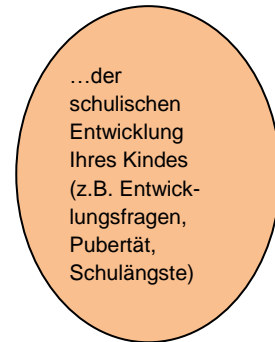 …der
schulischen
Entwicklung
Ihres Kindes
(z.B. Entwick-
lungsfragen,
Pubertät,
Schulängste)